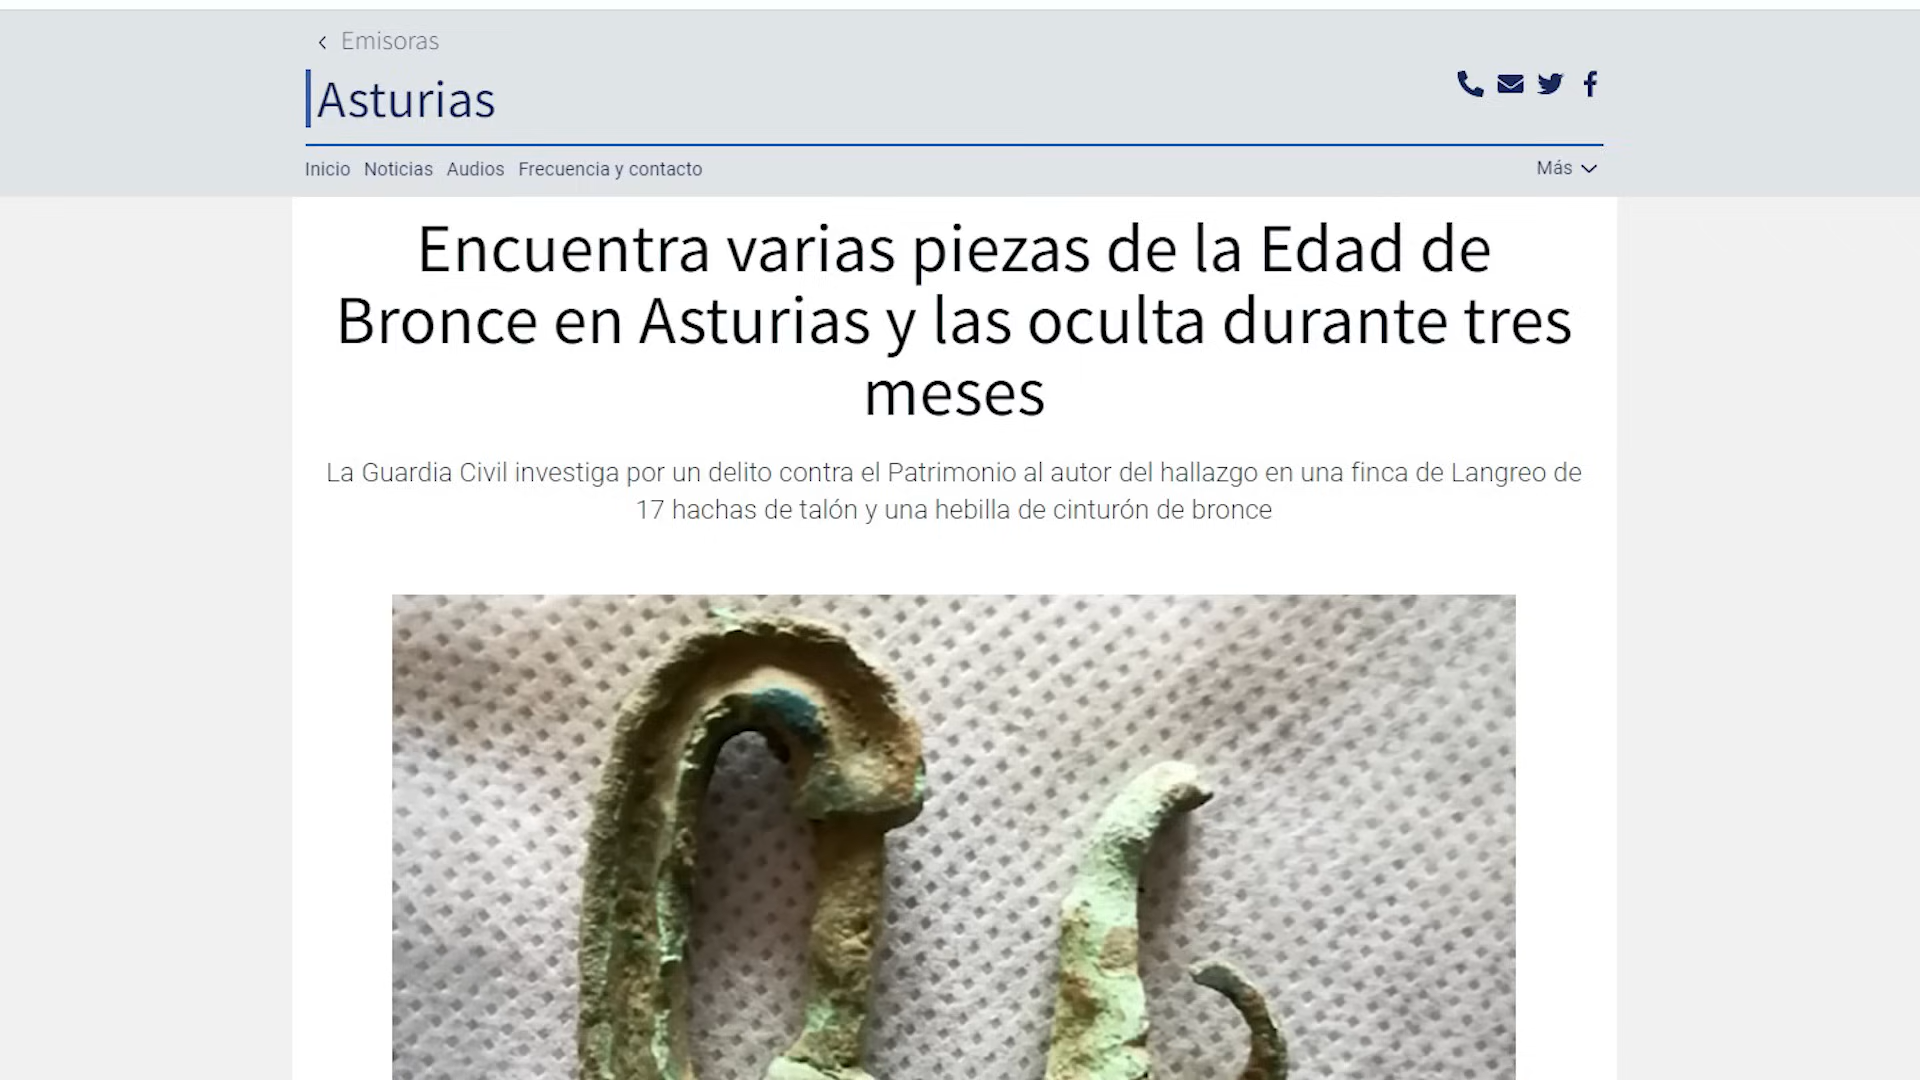 Emisoras
Asturias
Inicio Noticias Audios Frecuencia y contacto Más
Encuentra varias piezas de la Edad de
Bronce en Asturias y las oculta durante tres
meses
La Guardia Civil investiga por un delito contra el Patrimonio al autor del hallazgo en una finca de Langreo de
17 hachas de talón y una hebilla de cinturón de bronce